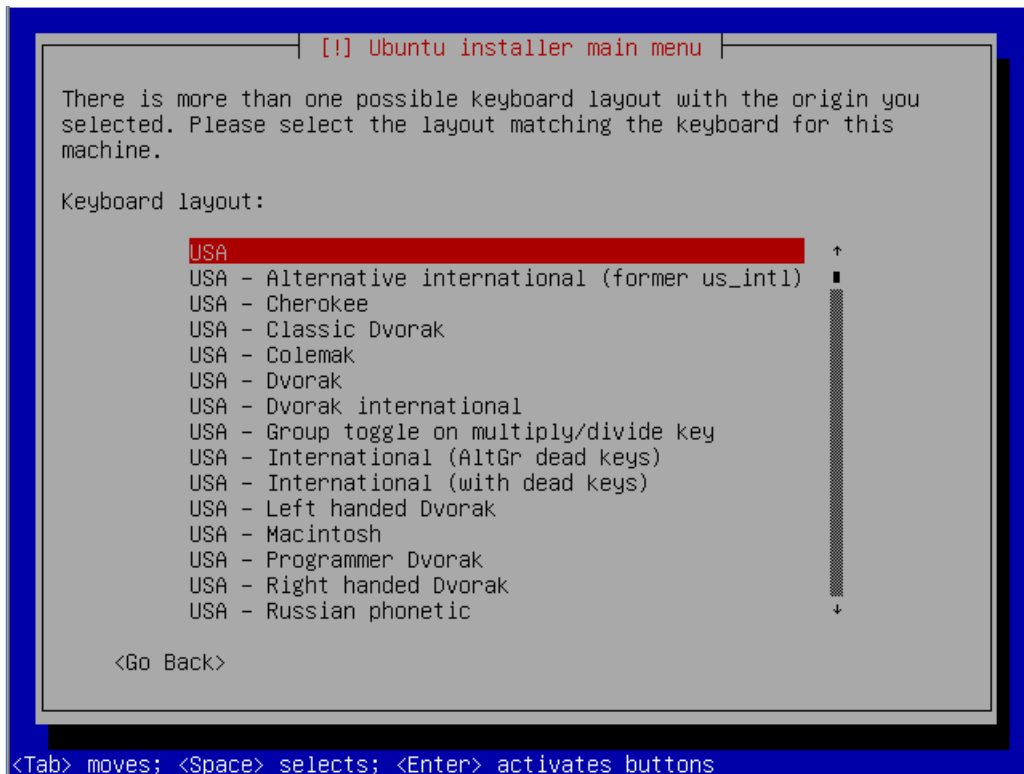 [!] Ubuntu installer main menu
There is more than one possible keyboard layout with the origin you
selected. Please select the layout matching the keyboard for this
machine.
Keyboard layout:
USA
USA - Alternative international (former us_intl)
USA - Cherokee
USA - Classic Dvorak
USA - Colemak
USA - Dvorak
USA - Dvorak international
USA - Group toggle on multiply/divide key
USA - International (AltGr dead keys)
USA - International (with dead keys)
USA - Left handed Dvorak
USA - Macintosh
USA - Programmer Dvorak
USA - Right handed Dvorak
USA - Russian phonetic
<Go Back>
<Tab> moves; <Space> selects; <Enter> activates buttons